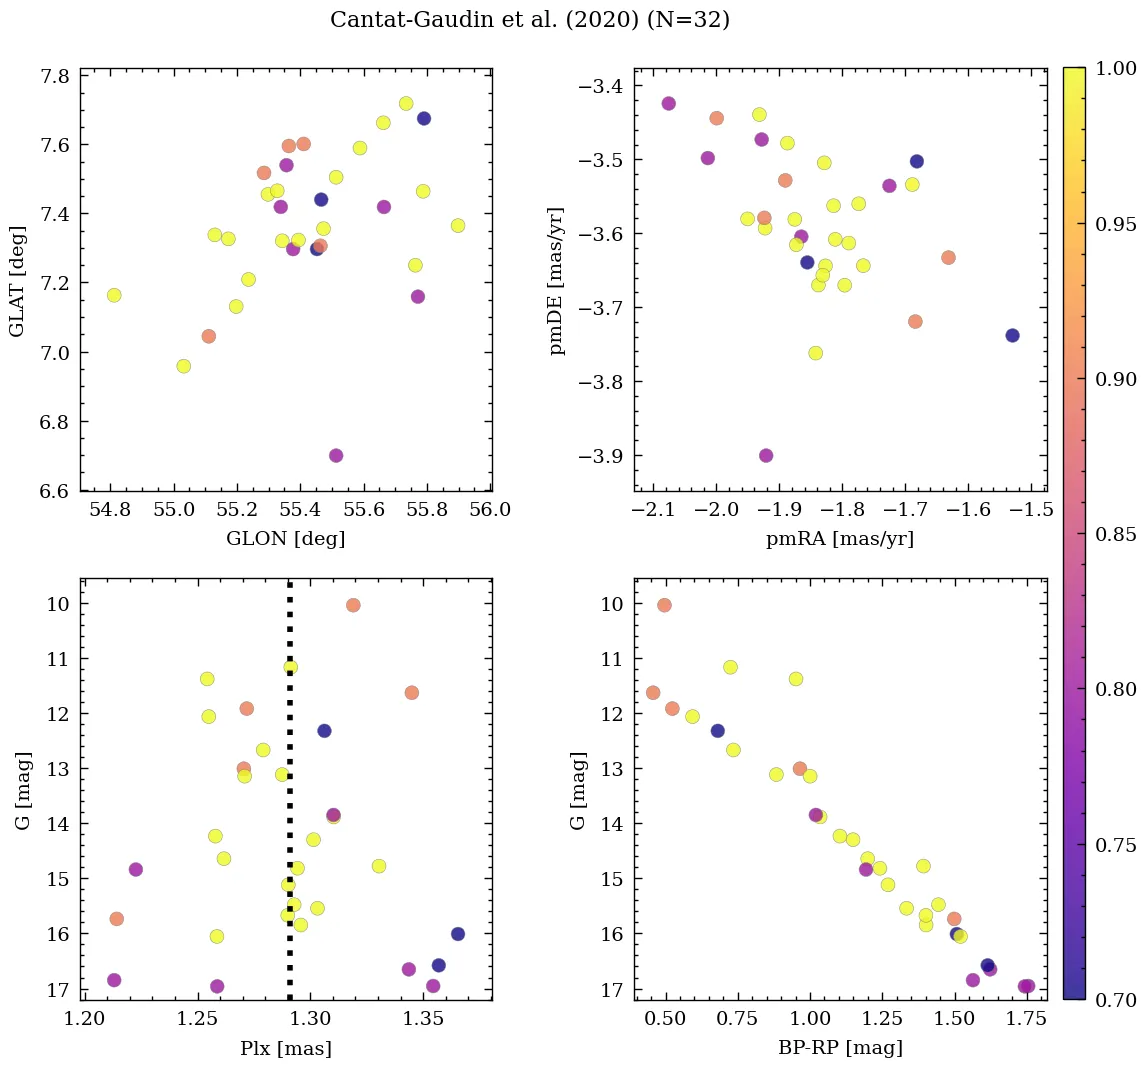 Cantat-Gaudin et al. (2020) (N=32)
7.8
7.6
7.4
7.2
7.0
6.8
6.6
GLAT [deg]
54.8 55.0 55.2 55.4 55.6 55.8 56.0
GLON [deg]
−3.4
−3.5
−3.6
−3.7
−3.8
−3.9
pmDE [mas/yr]
−2.1 −2.0 −1.9 −1.8 −1.7 −1.6 −1.5
pmRA [mas/yr]
10
11
12
13
14
15
16
17
G [mag]
1.20 1.25 1.30 1.35
Plx [mas]
10
11
12
13
14
15
16
17
G [mag]
0.50 0.75 1.00 1.25 1.50 1.75
BP-RP [mag]
1.00
0.95
0.90
0.85
0.80
0.75
0.70